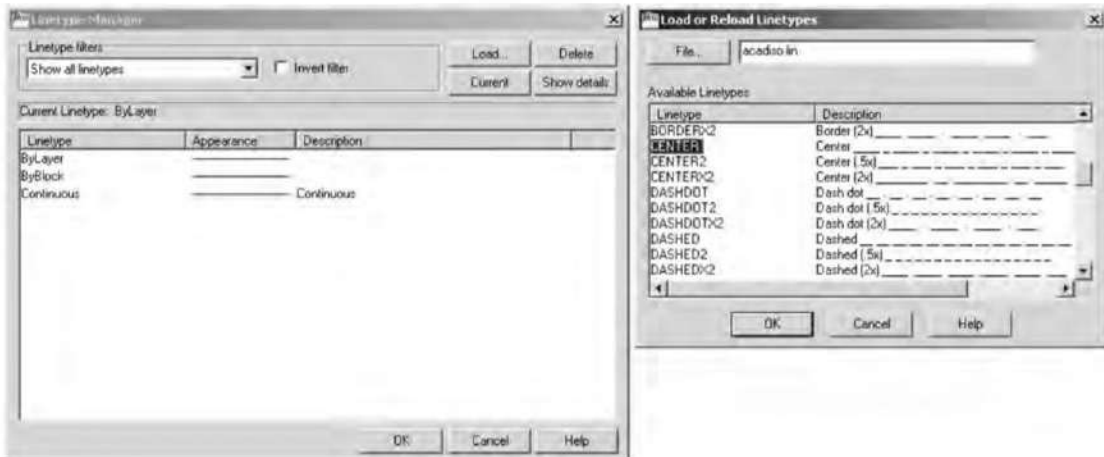 Linetype Manager
Linetype filters
Show all linetypes
Invert filter
Load...
Delete
Current
Show details
Current Linetype: ByLayer
Linetype Appearance Description
ByLayer
ByBlock
Continuous Continuous
OK Cancel Help
Load or Reload Linetypes
File... acadiso.lin
Available Linetypes
Linetype Description
BORDERX2 Border (2x)
CENTER Center
CENTER2 Center (.5x)
CENTERX2 Center (2x)
DASHDOT Dash dot
DASHDOT2 Dash dot (.5x)
DASHDOTX2 Dash dot (2x)
DASHED Dashed
DASHED2 Dashed (.5x)
DASHEDX2 Dashed (2x)
OK Cancel Help